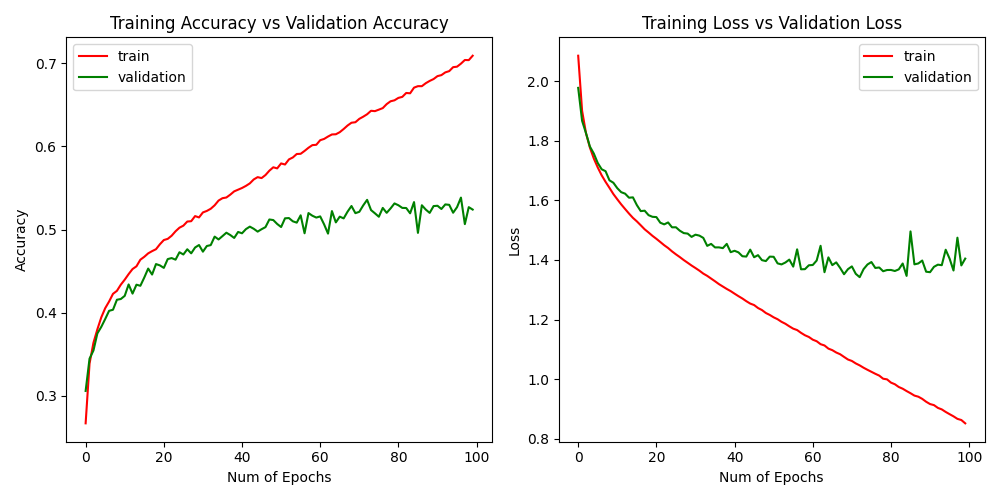 Training Accuracy vs Validation Accuracy
train
validation
0.7
0.6
0.5
0.4
0.3
Accuracy
0
20
40
60
80
100
Num of Epochs
Training Loss vs Validation Loss
train
validation
2.0
1.8
1.6
1.4
1.2
1.0
0.8
Loss
0
20
40
60
80
100
Num of Epochs